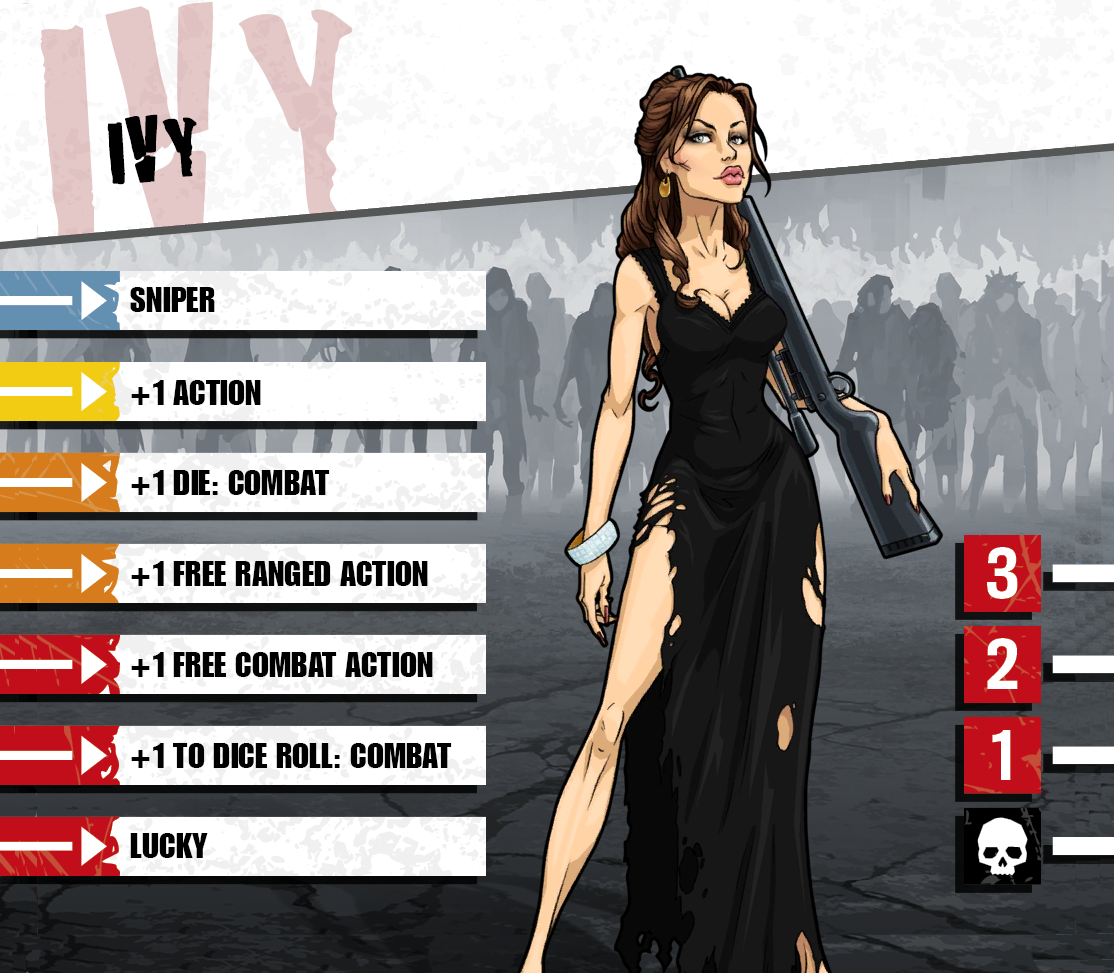 IVY
IVY
SNIPER
+1 ACTION
+1 DIE: COMBAT
+1 FREE RANGED ACTION
+1 FREE COMBAT ACTION
+1 TO DICE ROLL: COMBAT
LUCKY
3
2
1